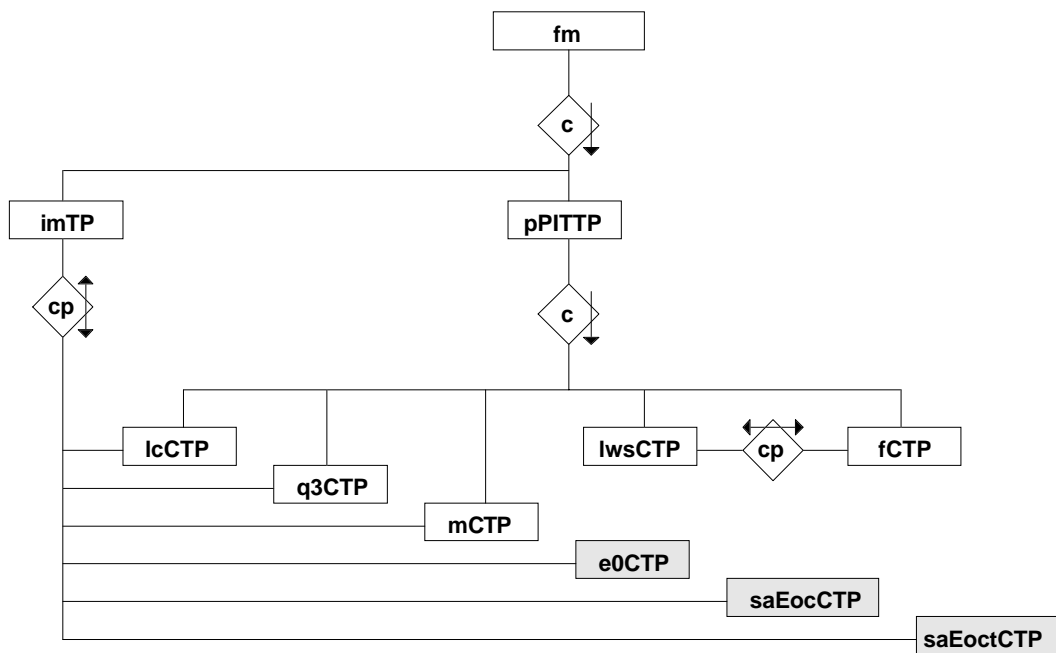 fm
c
imTP
pPITTP
cp
c
lcCTP
lwsCTP
cp
fCTP
q3CTP
mCTP
e0CTP
saEocCTP
saEoctCTP